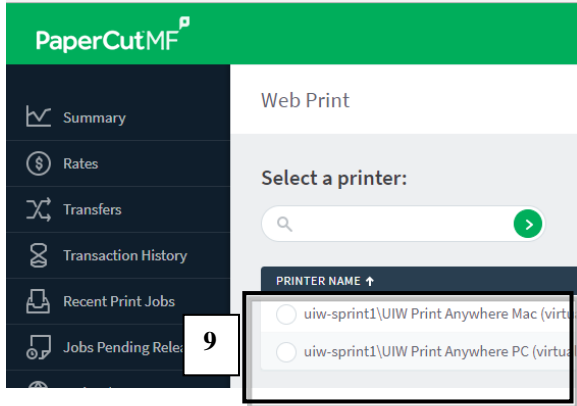 PaperCutMF
Summary
Rates
Transfers
Transaction History
Recent Print Jobs
Jobs Pending Relea
Web Print
Select a printer:
PRINTER NAME
9
uiw-sprint1\UIW Print Anywhere Mac (virtu
uiw-sprint1\UIW Print Anywhere PC (virtual